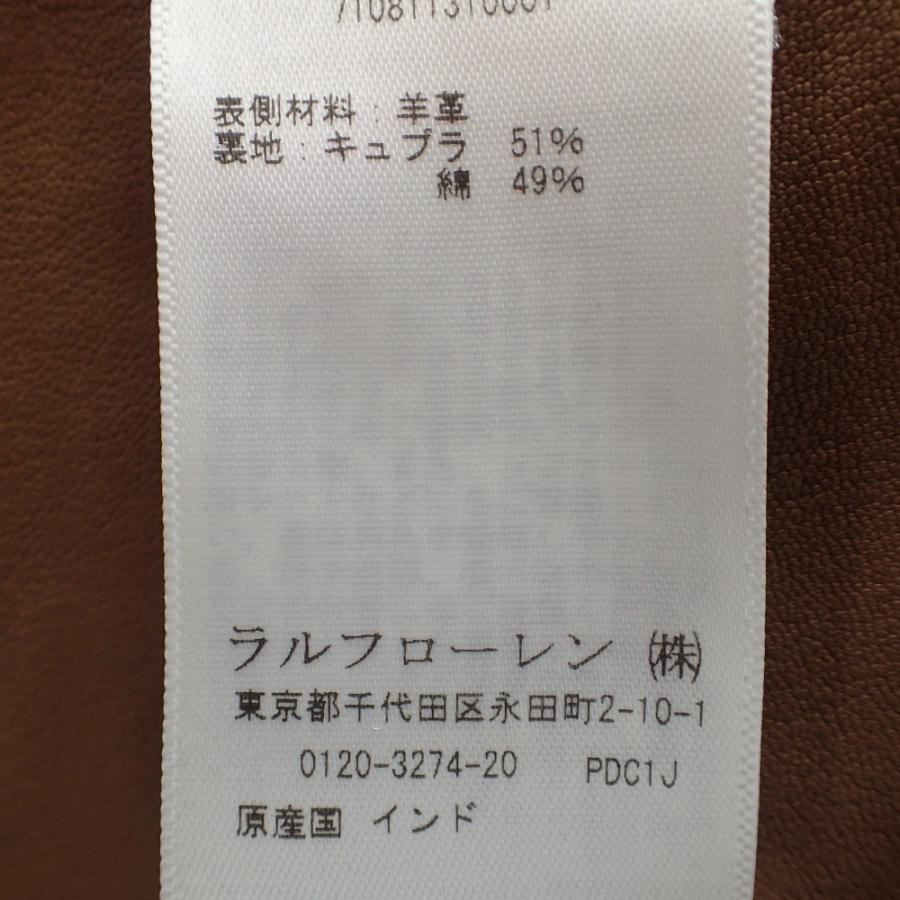 710811310001
表側材料：羊革
裏地：キュプラ 51%
綿 49%
ラルフローレン ㈱
東京都千代田区永田町2-10-1
0120-3274-20 PDC1J
原産国 インド